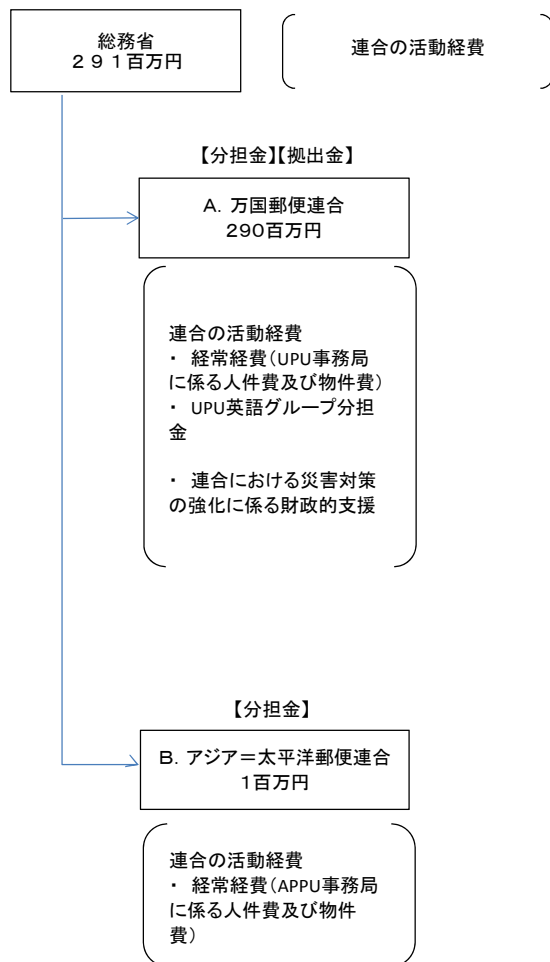 総務省
２９１百万円
連合の活動経費
【分担金】【拠出金】
Ａ．万国郵便連合
290百万円
連合の活動経費
・ 経常経費（UPU事務局
に係る人件費及び物件費）
・ UPU英語グループ分担
金
・ 連合における災害対策
の強化に係る財政的支援
【分担金】
Ｂ．アジア＝太平洋郵便連合
１百万円
連合の活動経費
・ 経常経費（APPU事務局
に係る人件費及び物件
費）